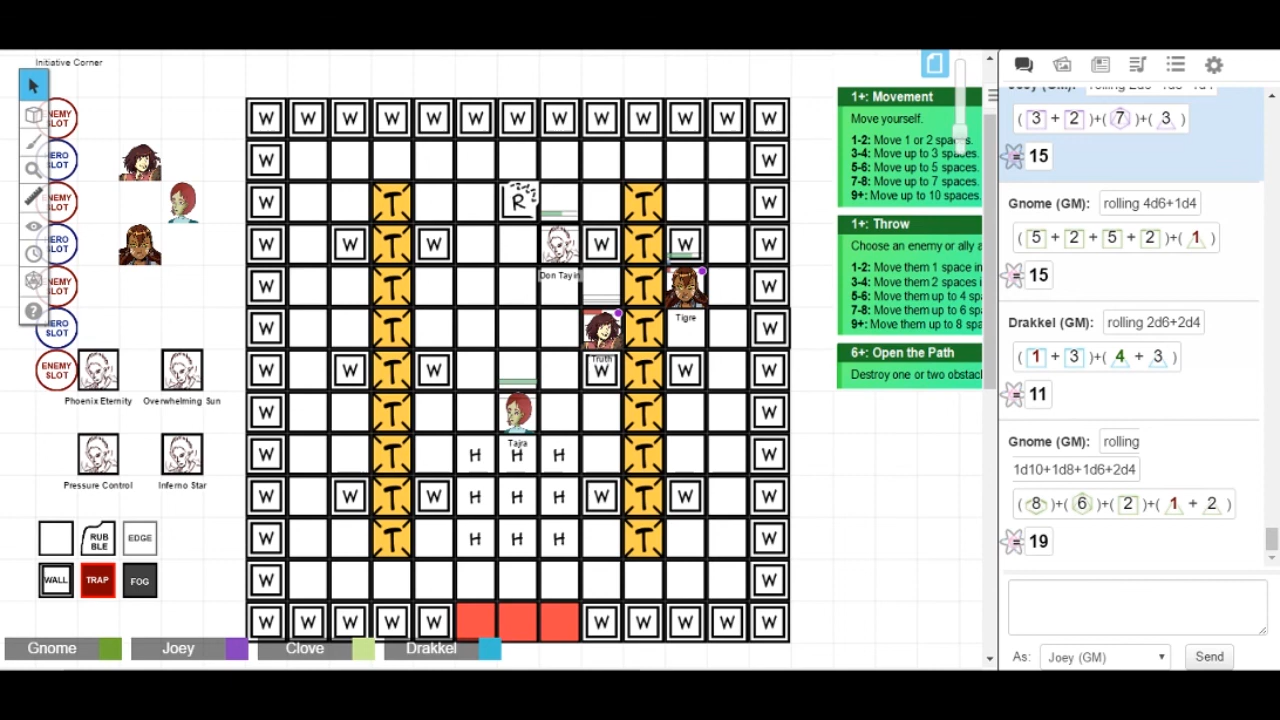 Initiative Corner
ENEMY SLOT
HERO SLOT
ENEMY SLOT
HERO SLOT
ENEMY SLOT
HERO SLOT
ENEMY SLOT
Phoenix Eternity Overwhelming Sun
Pressure Control Inferno Star
RUB BLE EDGE
WALL TRAP FOG
W W W W W W W W W W W W W
W W
W T R T W
W W T W W T W W
Don Tayin
W T T W
Tigre
W T T W
Truth
W W T W W T W W
W T T W
Tajra
W T H H H T W
W W T W H H H W T W W
W T H H H T W
W W
W W W W W W W W W W
Gnome Joey Clove Drakkel
1+: Movement
Move yourself.
1-2: Move 1 or 2 spaces.
3-4: Move up to 3 spaces.
5-6: Move up to 5 spaces.
7-8: Move up to 7 spaces.
9+: Move up to 10 spaces.
1+: Throw
Choose an enemy or ally a
1-2: Move them 1 space in
3-4: Move them 2 spaces i
5-6: Move them up to 4 sp
7-8: Move them up to 6 sp
9+: Move them up to 8 spa
6+: Open the Path
Destroy one or two obstac
Joey (GM): rolling
(3 + 2)+(7)+(3)
= 15
Gnome (GM): rolling 4d6+1d4
(5 + 2 + 5 + 2)+(1)
= 15
Drakkel (GM): rolling 2d6+2d4
(1 + 3)+(4 + 3)
= 11
Gnome (GM): rolling
1d10+1d8+1d6+2d4
(8)+(6)+(2)+(1 + 2)
= 19
As: Joey (GM) Send